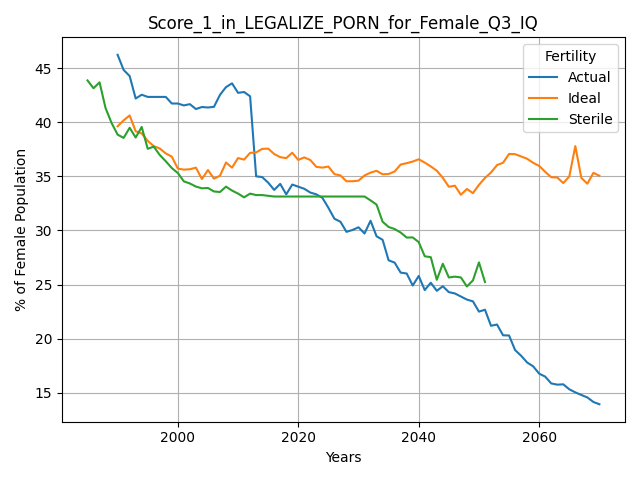 Score_1_in_LEGALIZE_PORN_for_Female_Q3_IQ
% of Female Population
45
40
35
30
25
20
15
Fertility
Actual
Ideal
Sterile
2000
2020
2040
2060
Years